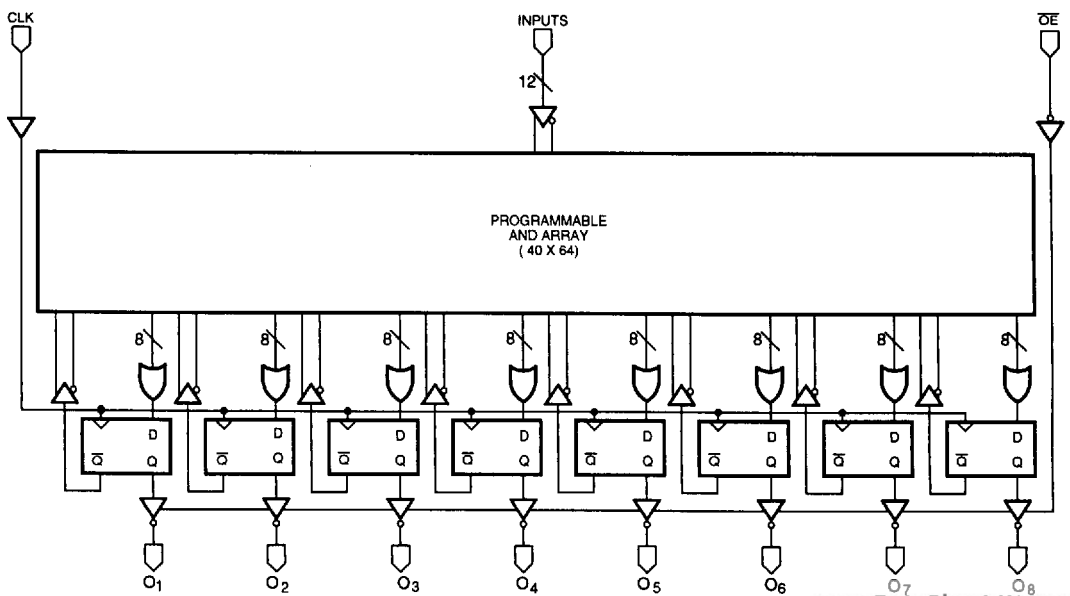 CLK
INPUTS
O̅E̅
12
PROGRAMMABLE
AND ARRAY
( 40 X 64)
8 8 8 8 8 8 8 8
D D D D D D D D
Q̅ Q Q̅ Q Q̅ Q Q̅ Q Q̅ Q Q̅ Q Q̅ Q Q̅ Q
O1 O2 O3 O4 O5 O6 O7 O8